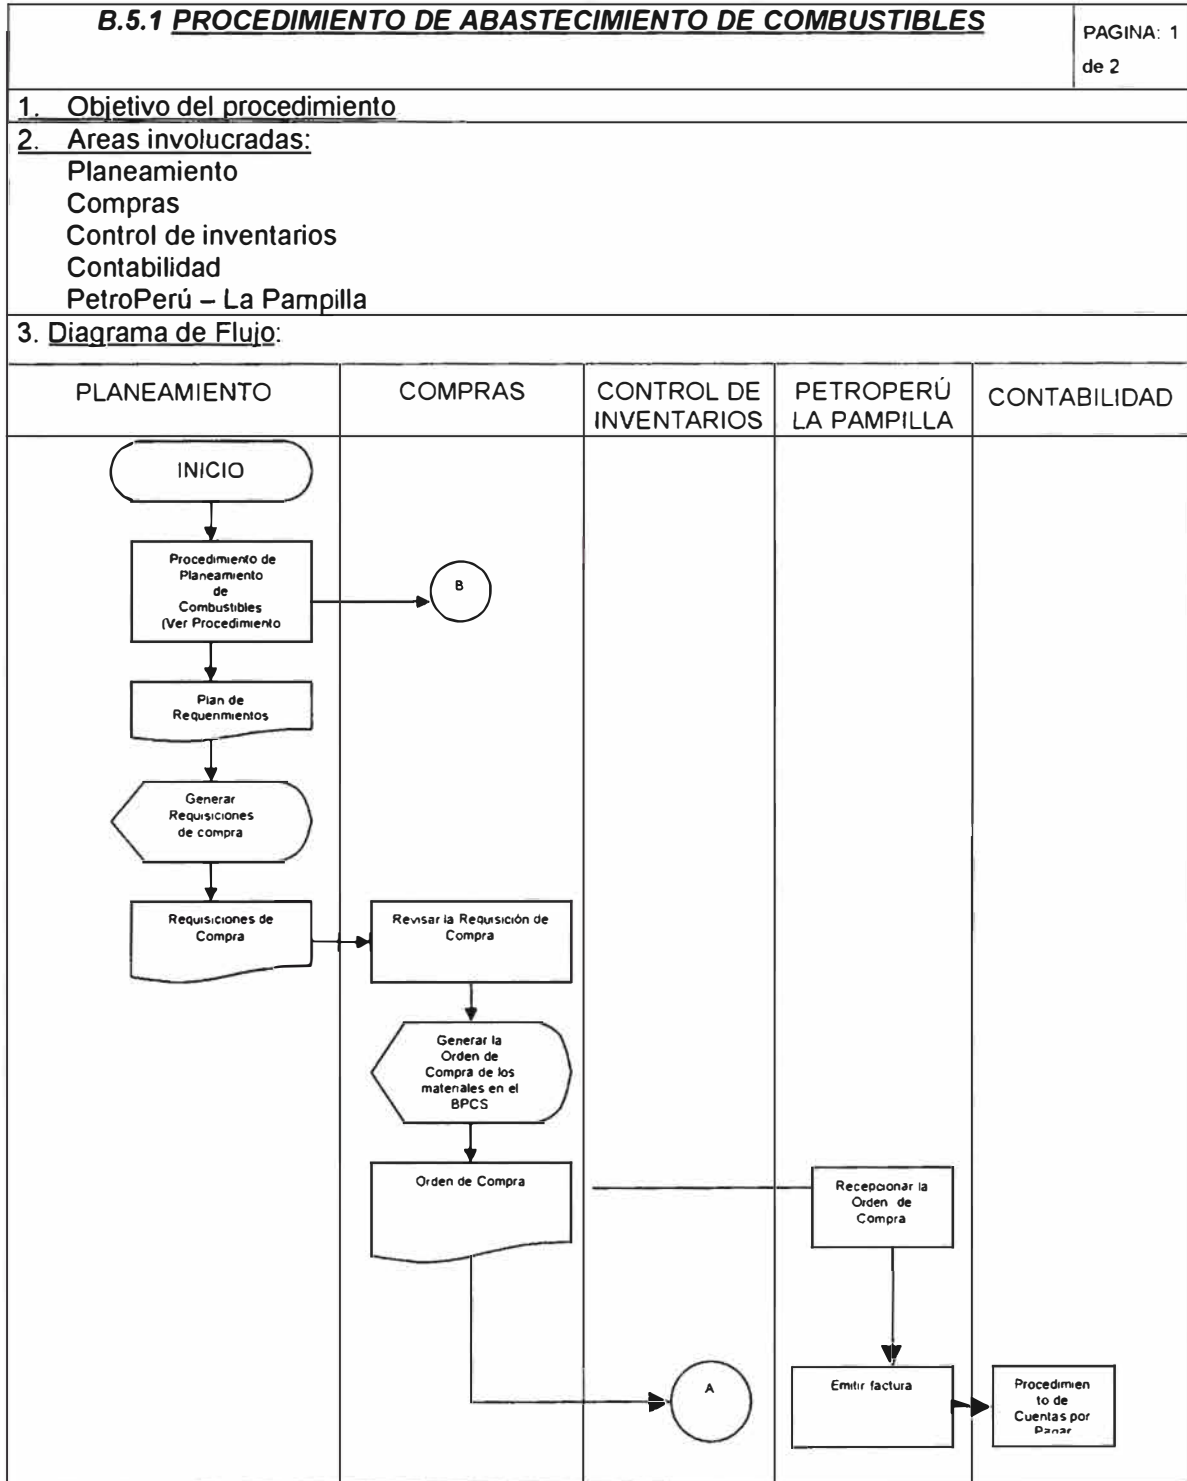 B.5.1 PROCEDIMIENTO DE ABASTECIMIENTO DE COMBUSTIBLES
PAGINA: 1
de 2
1. Objetivo del procedimiento
2. Areas involucradas:
Planeamiento
Compras
Control de inventarios
Contabilidad
PetroPerú – La Pampilla
3. Diagrama de Flujo:
PLANEAMIENTO
COMPRAS
CONTROL DE
INVENTARIOS
PETROPERÚ
LA PAMPILLA
CONTABILIDAD
INICIO
Procedimiento de
Planeamiento
de
Combustibles
(Ver Procedimiento
B
Plan de
Requerimientos
Generar
Requisiciones
de compra
Requisiciones de
Compra
Revisar la Requisición de
Compra
Generar la
Orden de
Compra de los
materiales en el
BPCS
Orden de Compra
Recepcionar la
Orden de
Compra
A
Emitir factura
Procedimien
to de
Cuentas por
Pagar